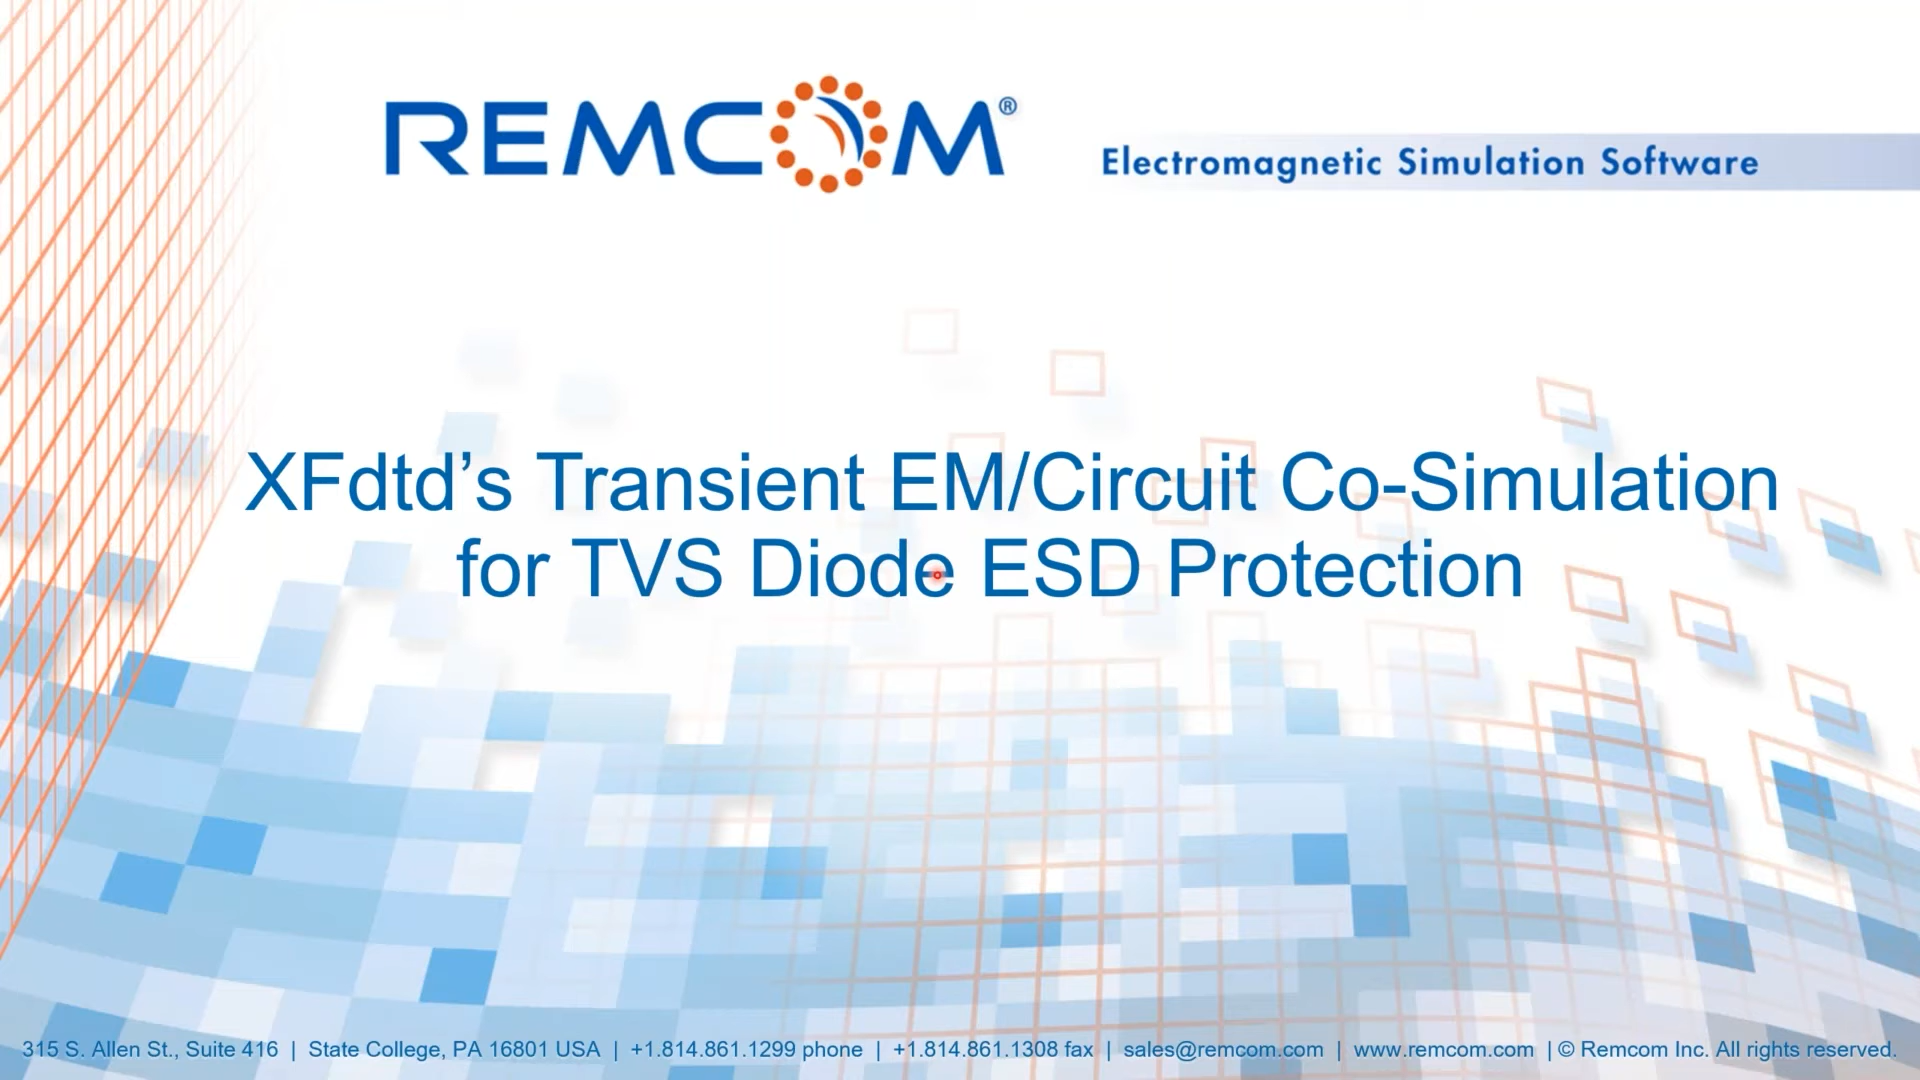 REMCOM®
Electromagnetic Simulation Software
XFdtd’s Transient EM/Circuit Co-Simulation
for TVS Diode ESD Protection
315 S. Allen St., Suite 416 | State College, PA 16801 USA | +1.814.861.1299 phone | +1.814.861.1308 fax | sales@remcom.com | www.remcom.com | © Remcom Inc. All rights reserved.